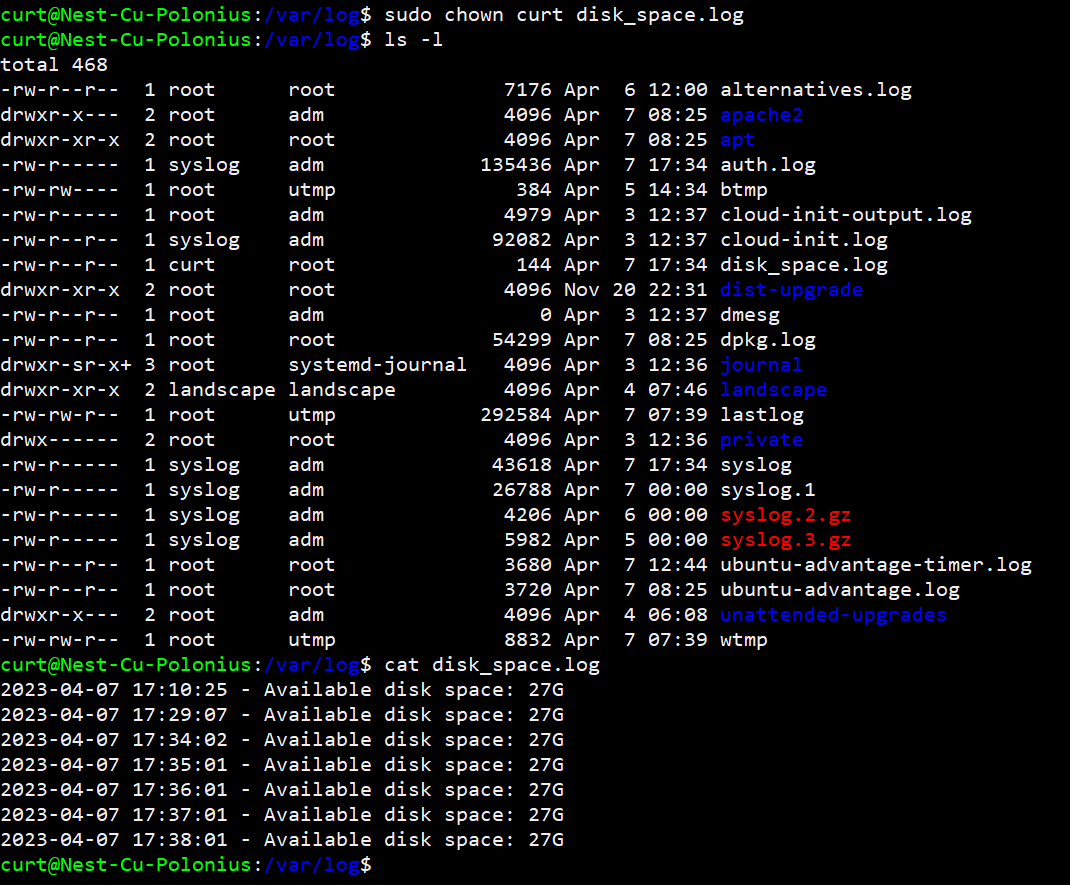 curt@Nest-Cu-Polonius:/var/log$ sudo chown curt disk_space.log
curt@Nest-Cu-Polonius:/var/log$ ls -l
total 468
-rw-r--r--  1 root      root              7176 Apr  6 12:00 alternatives.log
drwxr-x---  2 root      adm               4096 Apr  7 08:25 apache2
drwxr-xr-x  2 root      root              4096 Apr  7 08:25 apt
-rw-r-----  1 syslog    adm             135436 Apr  7 17:34 auth.log
-rw-rw----  1 root      utmp               384 Apr  5 14:34 btmp
-rw-r-----  1 root      adm               4979 Apr  3 12:37 cloud-init-output.log
-rw-r--r--  1 syslog    adm              92082 Apr  3 12:37 cloud-init.log
-rw-r--r--  1 curt      root               144 Apr  7 17:34 disk_space.log
drwxr-xr-x  2 root      root              4096 Nov 20 22:31 dist-upgrade
-rw-r--r--  1 root      adm                  0 Apr  3 12:37 dmesg
-rw-r--r--  1 root      root             54299 Apr  7 08:25 dpkg.log
drwxr-sr-x+ 3 root      systemd-journal   4096 Apr  3 12:36 journal
drwxr-xr-x  2 landscape landscape         4096 Apr  4 07:46 landscape
-rw-rw-r--  1 root      utmp            292584 Apr  7 07:39 lastlog
drwx------  2 root      root              4096 Apr  3 12:36 private
-rw-r-----  1 syslog    adm              43618 Apr  7 17:34 syslog
-rw-r-----  1 syslog    adm              26788 Apr  7 00:00 syslog.1
-rw-r-----  1 syslog    adm               4206 Apr  6 00:00 syslog.2.gz
-rw-r-----  1 syslog    adm               5982 Apr  5 00:00 syslog.3.gz
-rw-r--r--  1 root      root              3680 Apr  7 12:44 ubuntu-advantage-timer.log
-rw-r--r--  1 root      root              3720 Apr  7 08:25 ubuntu-advantage.log
drwxr-x---  2 root      adm               4096 Apr  4 06:08 unattended-upgrades
-rw-rw-r--  1 root      utmp              8832 Apr  7 07:39 wtmp
curt@Nest-Cu-Polonius:/var/log$ cat disk_space.log
2023-04-07 17:10:25 - Available disk space: 27G
2023-04-07 17:29:07 - Available disk space: 27G
2023-04-07 17:34:02 - Available disk space: 27G
2023-04-07 17:35:01 - Available disk space: 27G
2023-04-07 17:36:01 - Available disk space: 27G
2023-04-07 17:37:01 - Available disk space: 27G
2023-04-07 17:38:01 - Available disk space: 27G
curt@Nest-Cu-Polonius:/var/log$